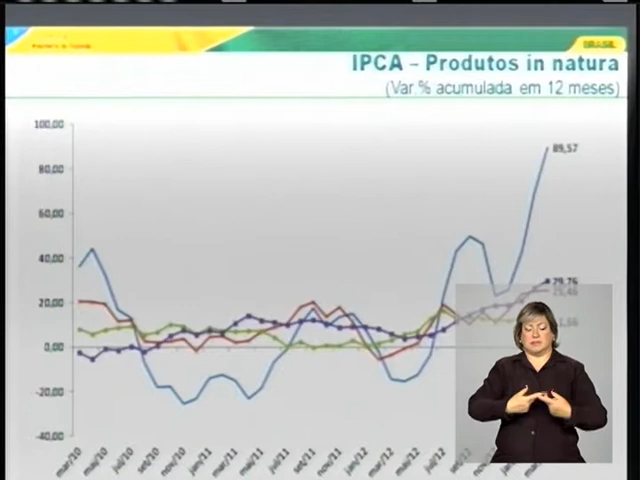 BRASIL
IPCA – Produtos in natura
(Var.% acumulada em 12 meses)
100,00
80,00
60,00
40,00
20,00
0,00
-20,00
-40,00
89,57
29,76
mar/10
mai/10
jul/10
set/10
nov/10
jan/11
mar/11
mai/11
jul/11
set/11
nov/11
jan/12
mar/12
mai/12
jul/12
set/12